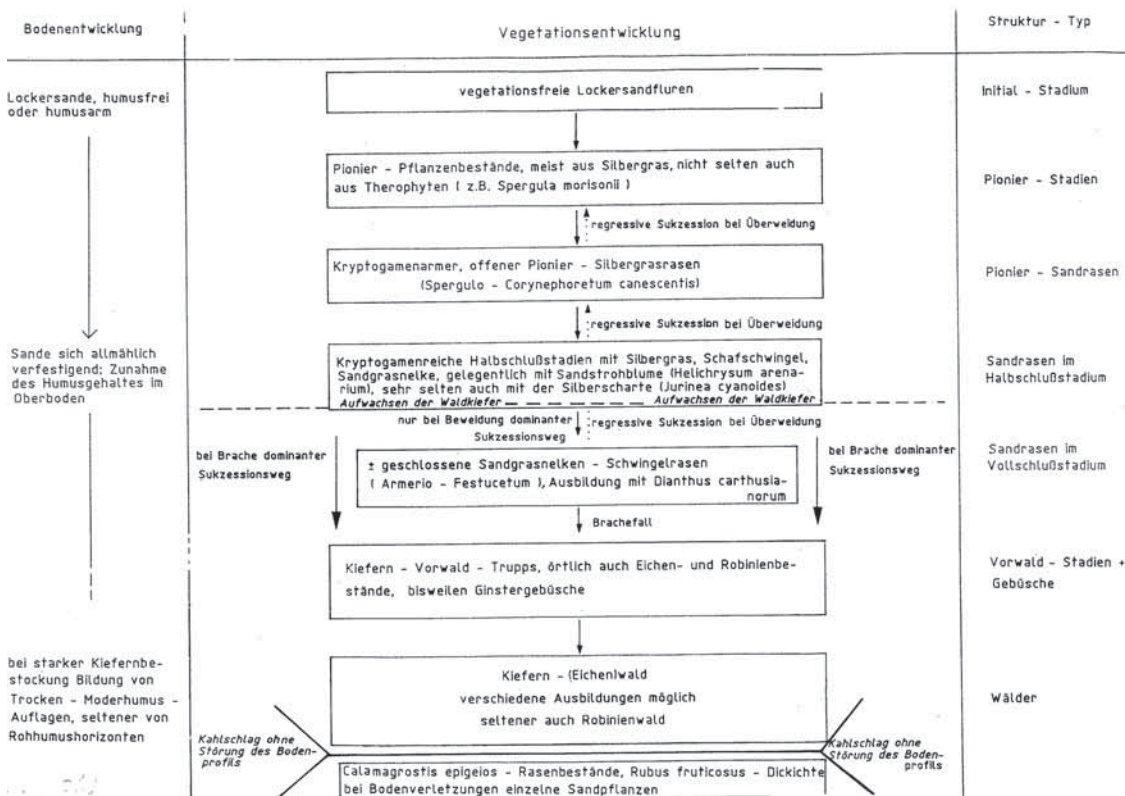 Bodenentwicklung
Vegetationsentwicklung
Struktur - Typ
Lockersande, humusfrei
oder humusarm
vegetationsfreie Lockersandfluren
Initial - Stadium
Pionier - Pflanzenbestände, meist aus Silbergras, nicht selten auch
aus Therophyten ( z.B. Spergula morisonii )
Pionier - Stadien
regressive Sukzession bei Überweidung
Kryptogamenarmer, offener Pionier - Silbergrasrasen
(Spergulo - Corynephoretum canescentis)
Pionier - Sandrasen
regressive Sukzession bei Überweidung
Sande sich allmählich
verfestigend; Zunahme
des Humusgehaltes im
Oberboden
Kryptogamenreiche Halbschlußstadien mit Silbergras, Schafschwingel,
Sandgrasnelke, gelegentlich mit Sandstrohblume (Helichrysum arena-
rium), sehr selten auch mit der Silberscharte (Jurinea cyanoides)
Aufwachsen der Waldkiefer — — — — Aufwachsen der Waldkiefer
Sandrasen im
Halbschlußstadium
nur bei Beweidung dominanter
Sukzessionsweg
regressive Sukzession bei Überweidung
bei Brache dominanter
Sukzessionsweg
± geschlossene Sandgrasnelken - Schwingelrasen
( Armerio - Festucetum ), Ausbildung mit Dianthus carthusia-
norum
bei Brache dominanter
Sukzessionsweg
Sandrasen im
Vollschlußstadium
Brachefall
Kiefern - Vorwald - Trupps, örtlich auch Eichen- und Robinienbe-
stände, bisweilen Ginstergebüsche
Vorwald - Stadien +
Gebüsche
bei starker Kiefernbe-
stockung Bildung von
Trocken - Moderhumus -
Auflagen, seltener von
Rohhumushorizonten
Kiefern - (Eichen)wald
verschiedene Ausbildungen möglich
seltener auch Robinienwald
Wälder
Kahlschlag ohne
Störung des Boden-
profils
Kahlschlag ohne
Störung des Boden-
profils
Calamagrostis epigeios - Rasenbestände, Rubus fruticosus - Dickichte
bei Bodenverletzungen einzelne Sandpflanzen